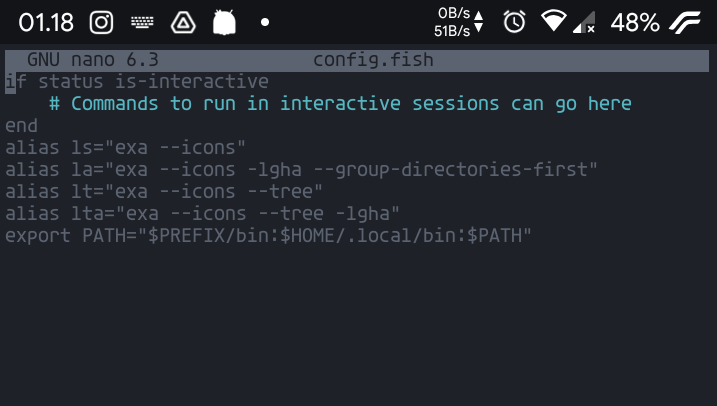 01.18 0B/s 51B/s 48%
GNU nano 6.3 config.fish
if status is-interactive
# Commands to run in interactive sessions can go here
end
alias ls="exa --icons"
alias la="exa --icons -lgha --group-directories-first"
alias lt="exa --icons --tree"
alias lta="exa --icons --tree -lgha"
export PATH="$PREFIX/bin:$HOME/.local/bin:$PATH"